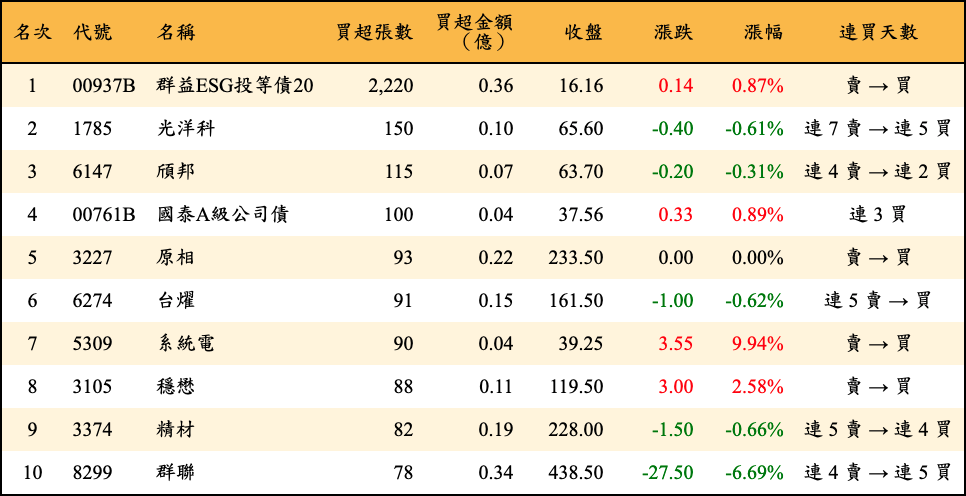 名次 代號 名稱 買超張數 買超金額（億） 收盤 漲跌 漲幅 連買天數
1 00937B 群益ESG投等債20 2,220 0.36 16.16 0.14 0.87% 賣 → 買
2 1785 光洋科 150 0.10 65.60 -0.40 -0.61% 連 7 賣 → 連 5 買
3 6147 頎邦 115 0.07 63.70 -0.20 -0.31% 連 4 賣 → 連 2 買
4 00761B 國泰A級公司債 100 0.04 37.56 0.33 0.89% 連 3 買
5 3227 原相 93 0.22 233.50 0.00 0.00% 賣 → 買
6 6274 台燿 91 0.15 161.50 -1.00 -0.62% 連 5 賣 → 買
7 5309 系統電 90 0.04 39.25 3.55 9.94% 賣 → 買
8 3105 穩懋 88 0.11 119.50 3.00 2.58% 賣 → 買
9 3374 精材 82 0.19 228.00 -1.50 -0.66% 連 5 賣 → 連 4 買
10 8299 群聯 78 0.34 438.50 -27.50 -6.69% 連 4 賣 → 連 5 買